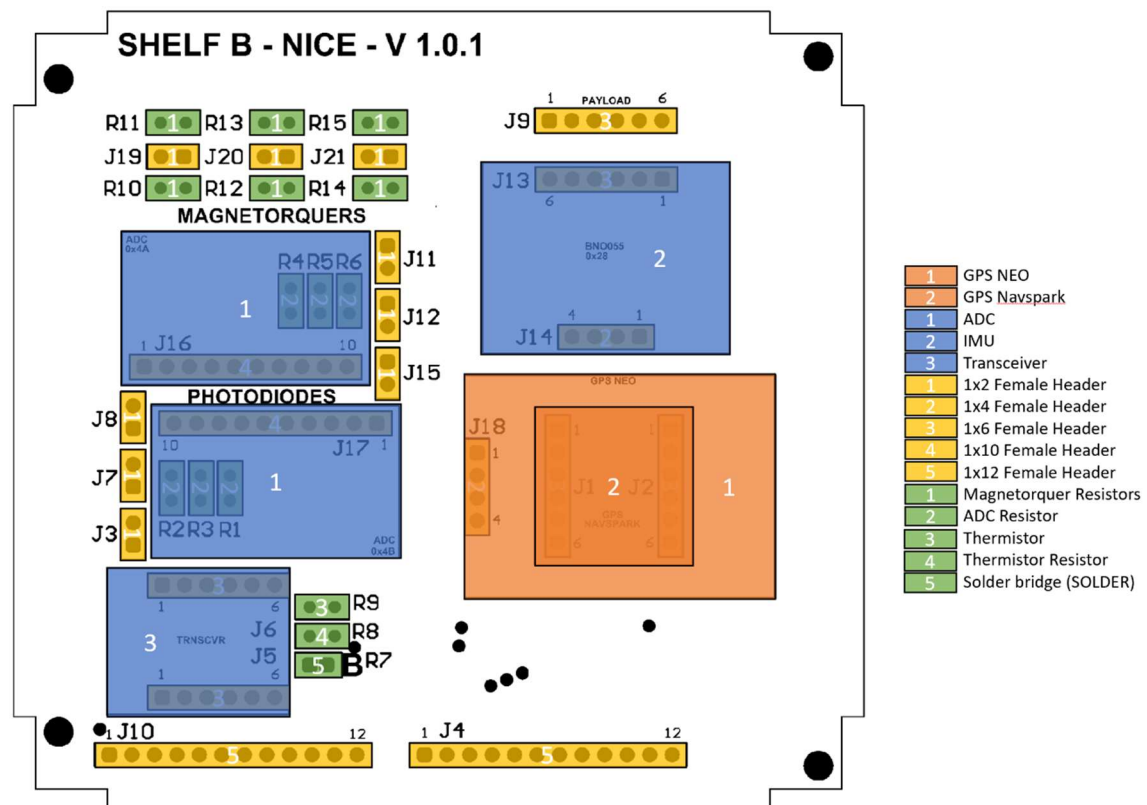 SHELF B - NICE - V 1.0.1
R11 1 R13 1 R15 1
J19 1 J20 1 J21 1
R10 1 R12 1 R14 1
MAGNETORQUERS
1 PAYLOAD 6
J9 3
J13 3
6 1
BNO055
0x28
2
4 1
J14 2
ADC
0x4A
R4 R5 R6
2 2 2
1
1 J16 10
4
1 J11
1 J12
1 J15
PHOTODIODES
J8 1
J7 1
J3 1
4
10 J17 1
2 2 2
1
R2 R3 R1
ADC
0x4B
GPS NEO
J18
1
2
4
1 1
J1 2 J2
1
GPS
NAVSPARK
6 6
3
1 6
3 TRNSCVR J6
J5
1 6
3
3 R9
4 R8
5 B R7
1 J10 12
5
1 J4 12
5
1 GPS NEO
2 GPS Navspark
1 ADC
2 IMU
3 Transceiver
1 1x2 Female Header
2 1x4 Female Header
3 1x6 Female Header
4 1x10 Female Header
5 1x12 Female Header
1 Magnetorquer Resistors
2 ADC Resistor
3 Thermistor
4 Thermistor Resistor
5 Solder bridge (SOLDER)